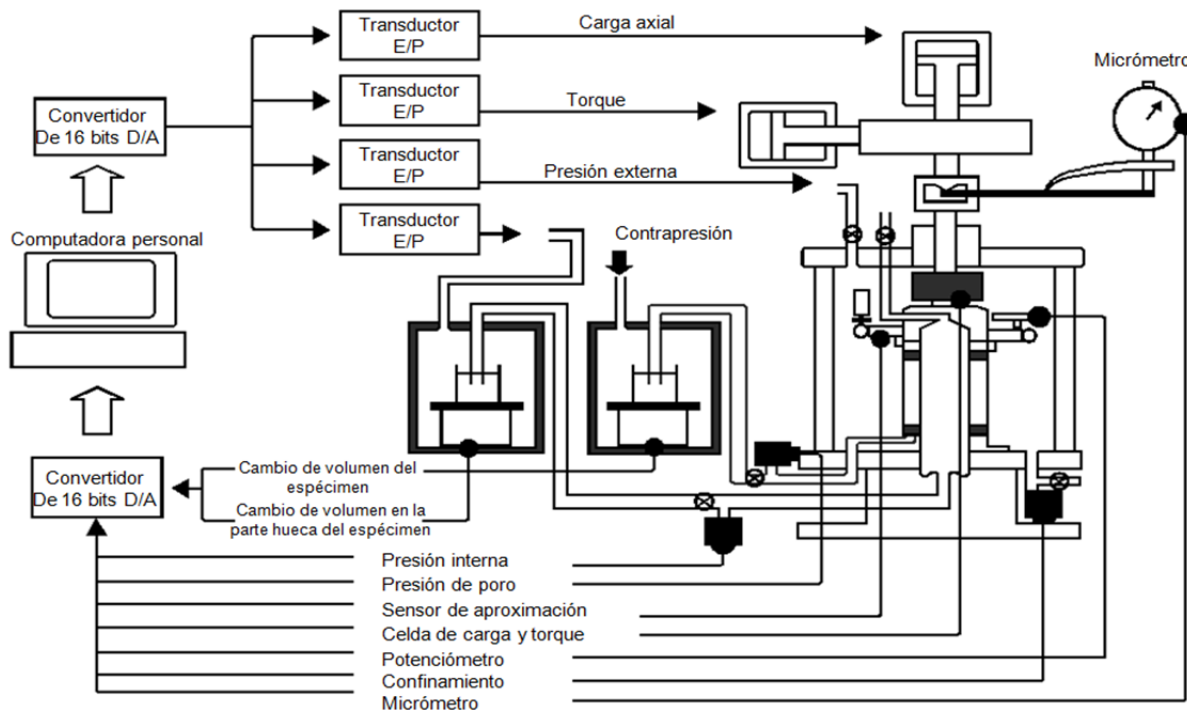 Transductor
E/P
Carga axial
Micrómetro
Transductor
E/P
Torque
Convertidor
De 16 bits D/A
Transductor
E/P
Presión externa
Transductor
E/P
Computadora personal
Contrapresión
Convertidor
De 16 bits D/A
Cambio de volumen del
espécimen
Cambio de volumen en la
parte hueca del espécimen
Presión interna
Presión de poro
Sensor de aproximación
Celda de carga y torque
Potenciómetro
Confinamiento
Micrómetro